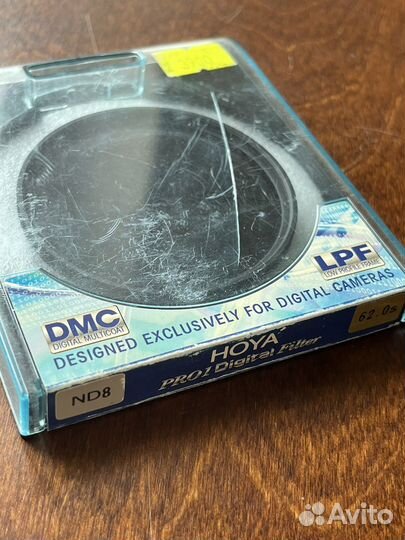 DMC
DIGITAL MULTICOAT
LPF
LOW PROFILE FRAME
DESIGNED EXCLUSIVELY FOR DIGITAL CAMERAS
HOYA
PRO1 Digital Filter
62.0s
ND8
Avito